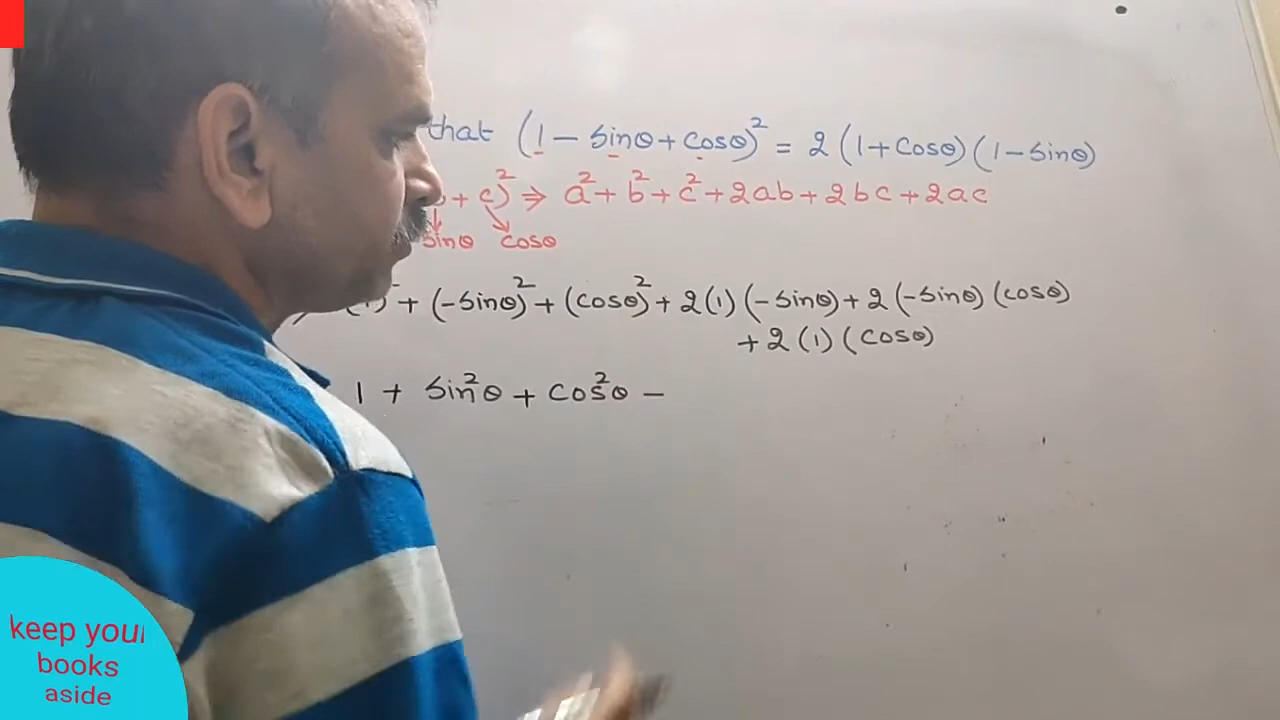 that (1 - sinθ + cosθ)² = 2 (1 + cosθ) (1 - sinθ)
+ c)² ⇒ a² + b² + c² + 2ab + 2bc + 2ac
sinθ cosθ
+ (-sinθ)² + (cosθ)² + 2 (1) (-sinθ) + 2 (-sinθ) (cosθ)
+ 2 (1) (cosθ)
1 + sin²θ + cos²θ -
keep your
books
aside